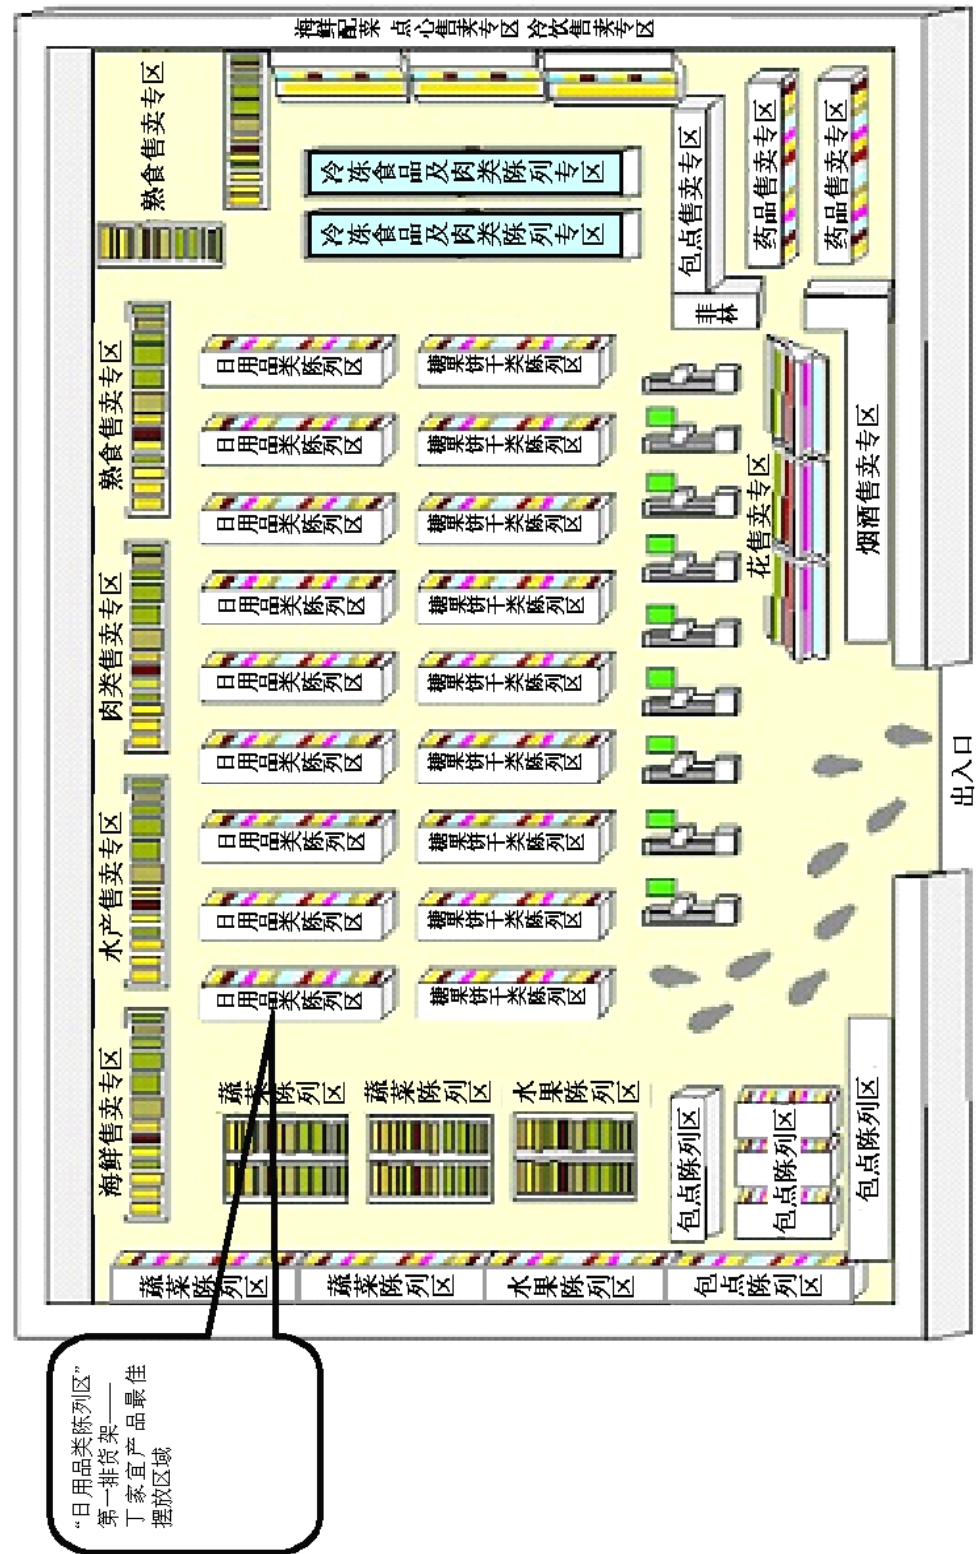 海鲜售卖专区
水产售卖专区
肉类售卖专区
熟食售卖专区
熟食售卖专区
蔬菜陈列区
蔬菜陈列区
日用品类陈列区
日用品类陈列区
日用品类陈列区
日用品类陈列区
日用品类陈列区
日用品类陈列区
日用品类陈列区
日用品类陈列区
日用品类陈列区
冷冻食品及肉类陈列专区
冷冻食品及肉类陈列专区
海鲜配菜
点心售卖专区
冷饮售卖专区
蔬菜陈列区
蔬菜陈列区
糖果饼干类陈列区
糖果饼干类陈列区
糖果饼干类陈列区
糖果饼干类陈列区
糖果饼干类陈列区
糖果饼干类陈列区
糖果饼干类陈列区
糖果饼干类陈列区
糖果饼干类陈列区
水果陈列区
水果陈列区
包点陈列区
包点陈列区
包点陈列区
包点陈列区
菲林
包点售卖专区
花售卖专区
药品售卖专区
药品售卖专区
烟酒售卖专区
出入口
“日用品类陈列区”
第一排货架——
丁家宜产品最佳
摆放区域